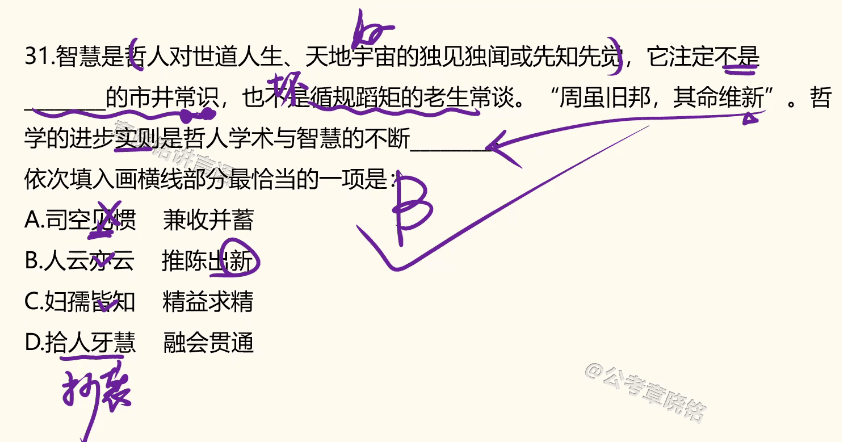 好
31.智慧是哲人对世道人生、天地宇宙的独见独闻或先知先觉，它注定不是
坏
________的市井常识，也不是循规蹈矩的老生常谈。“周虽旧邦，其命维新”。哲
学的进步实则是哲人学术与智慧的不断________
依次填入画横线部分最恰当的一项是：
B
A.司空见惯 兼收并蓄
B.人云亦云 推陈出新
C.妇孺皆知 精益求精
D.拾人牙慧 融会贯通
抄袭
@公考章晓铭